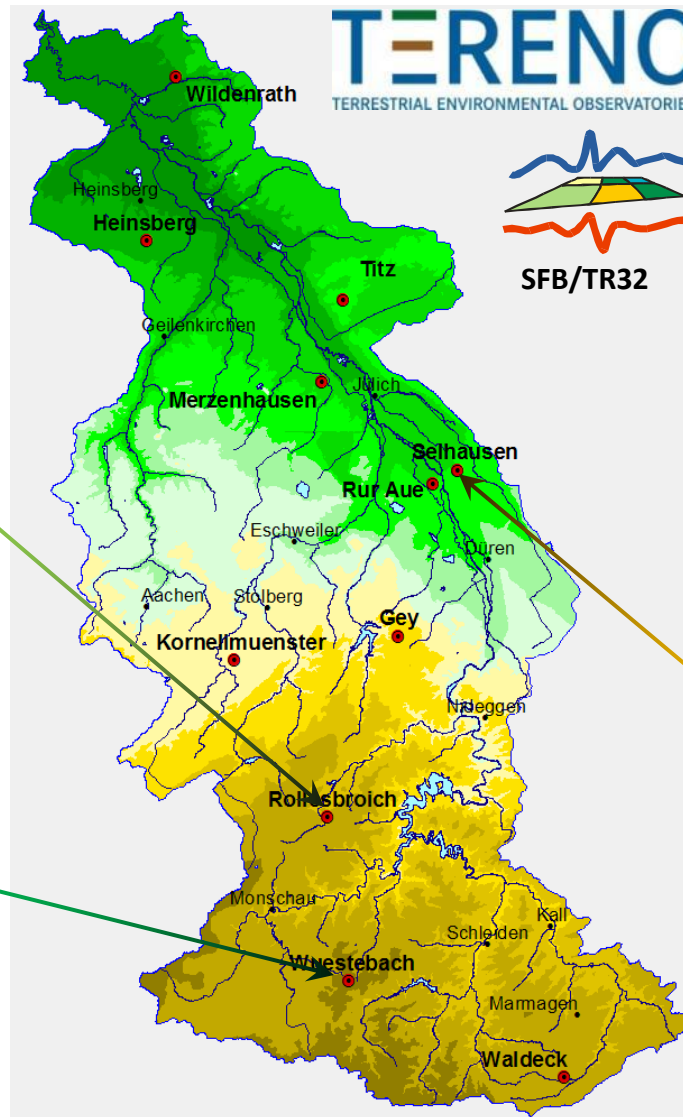 TERENO
TERRESTRIAL ENVIRONMENTAL OBSERVATORIE
SFB/TR32
Wildenrath
Heinsberg
Heinsberg
Titz
Geilenkirchen
Jülich
Merzenhausen
Selhausen
Rur Aue
Eschweiler
Düren
Aachen
Stolberg
Gey
Kornelimuenster
Nideggen
Rollesbroich
Monschau
Kall
Schleiden
Wuestebach
Marmagen
Waldeck